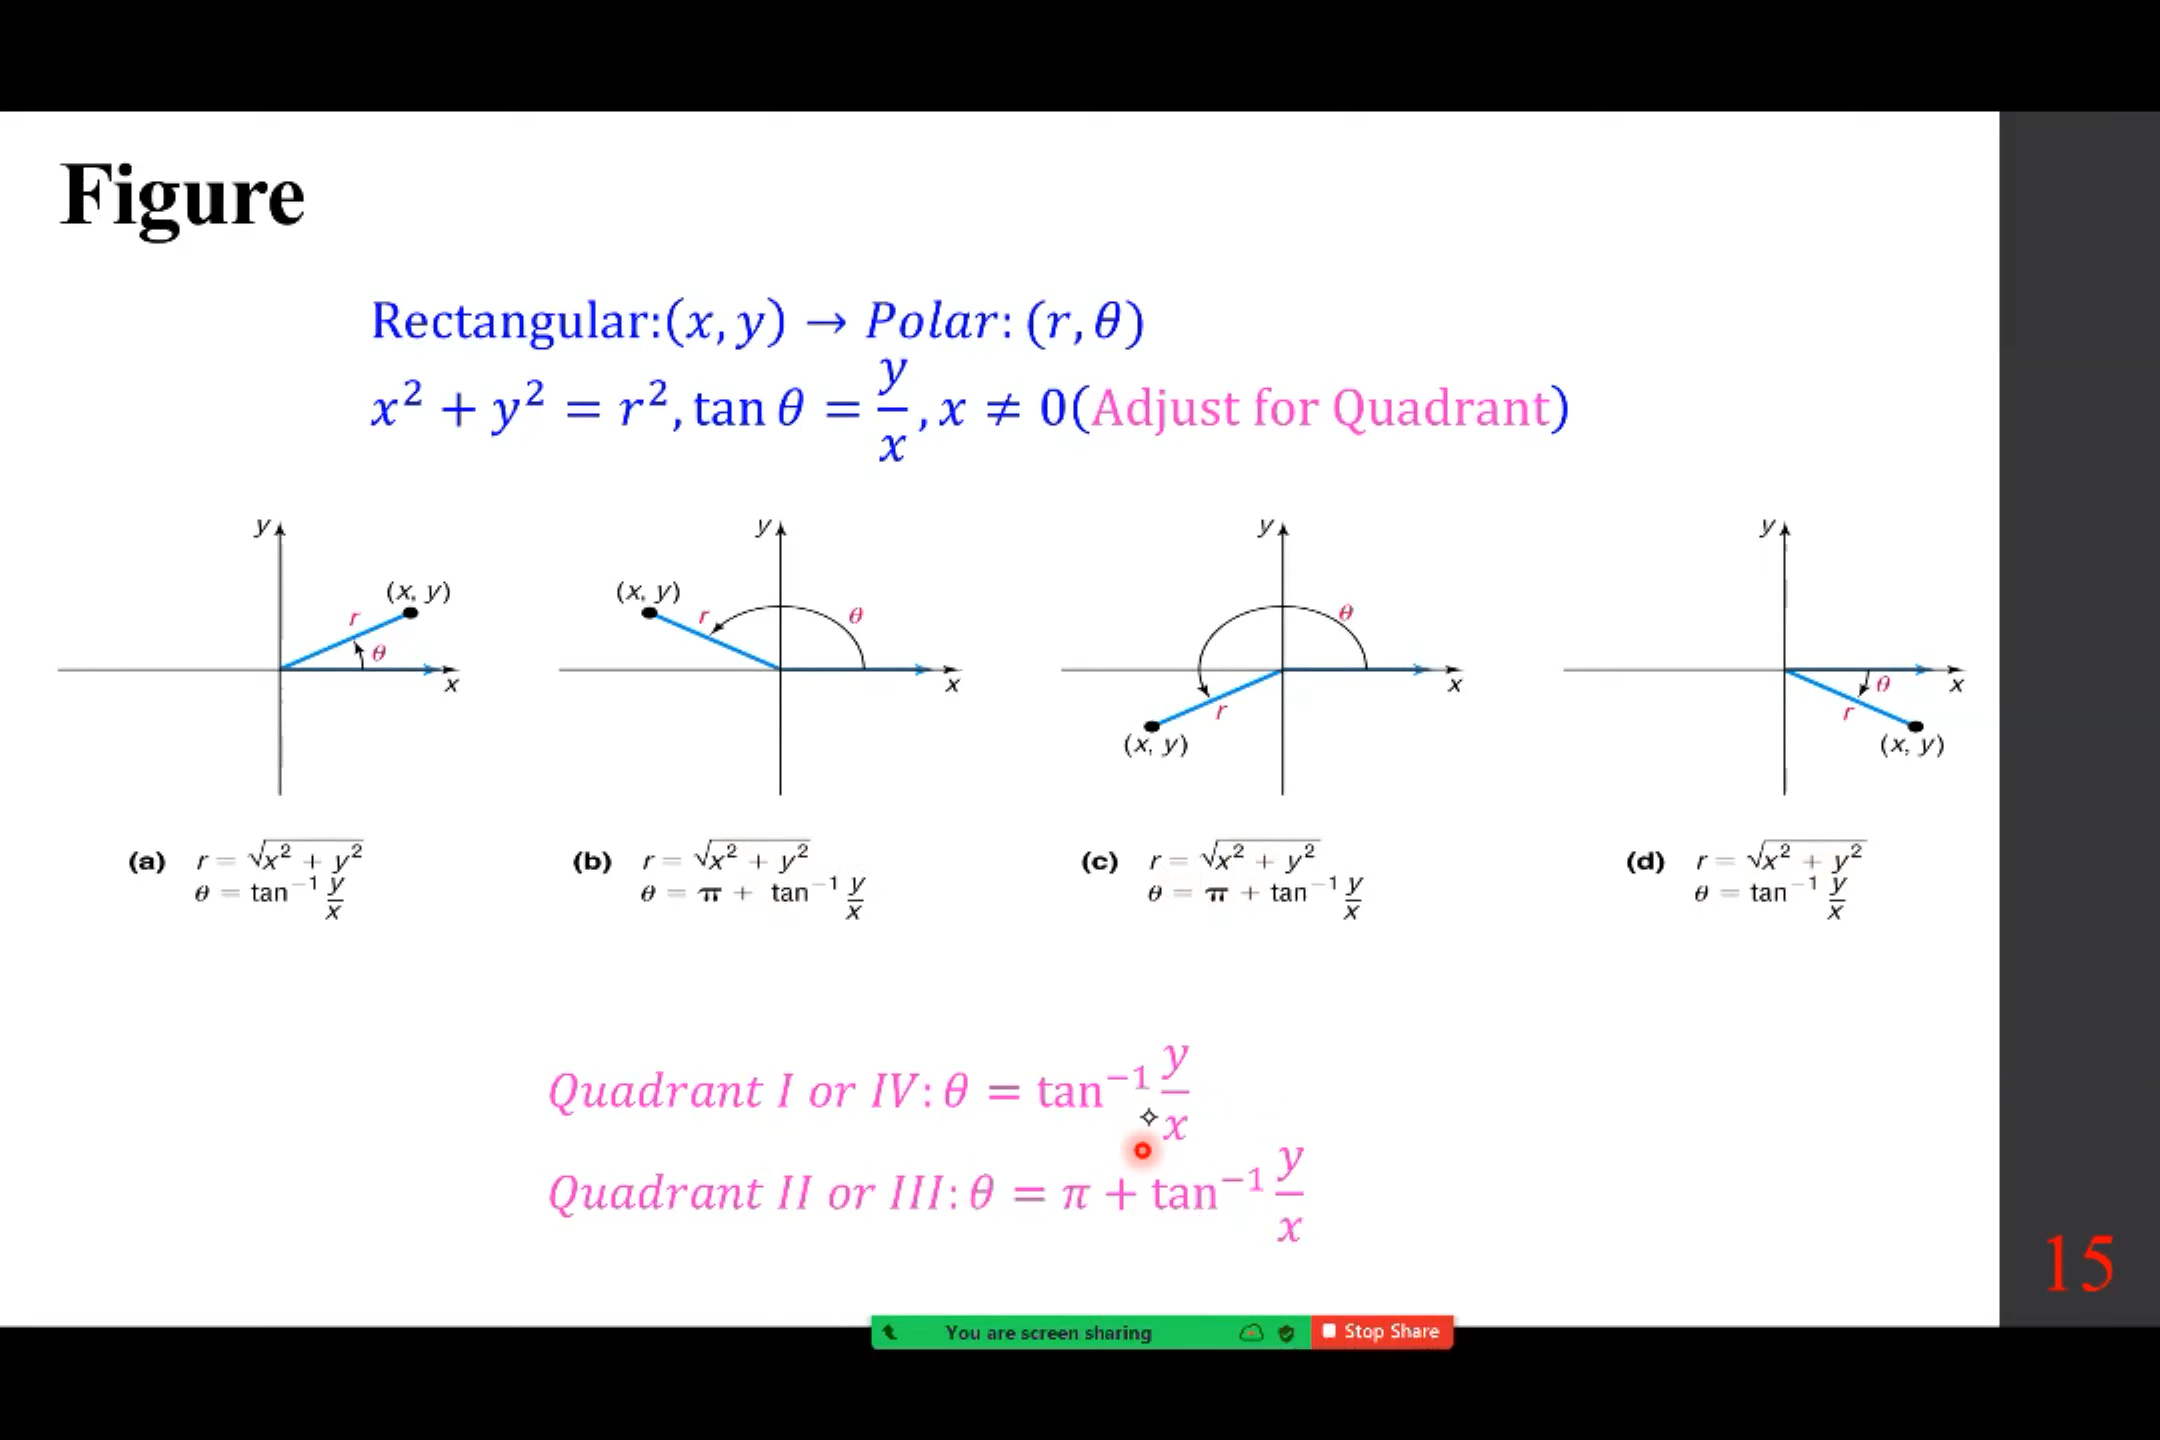 Figure
Rectangular:(x, y) → Polar: (r, θ)
x² + y² = r², tan θ = y/x, x ≠ 0(Adjust for Quadrant)
y
(x, y)
r
θ
x
y
(x, y)
r
θ
x
y
θ
x
r
(x, y)
y
θ
x
r
(x, y)
(a) r = √x² + y²
θ = tan⁻¹ y/x
(b) r = √x² + y²
θ = π + tan⁻¹ y/x
(c) r = √x² + y²
θ = π + tan⁻¹ y/x
(d) r = √x² + y²
θ = tan⁻¹ y/x
Quadrant I or IV: θ = tan⁻¹ y/x
Quadrant II or III: θ = π + tan⁻¹ y/x
15
You are screen sharing
Stop Share